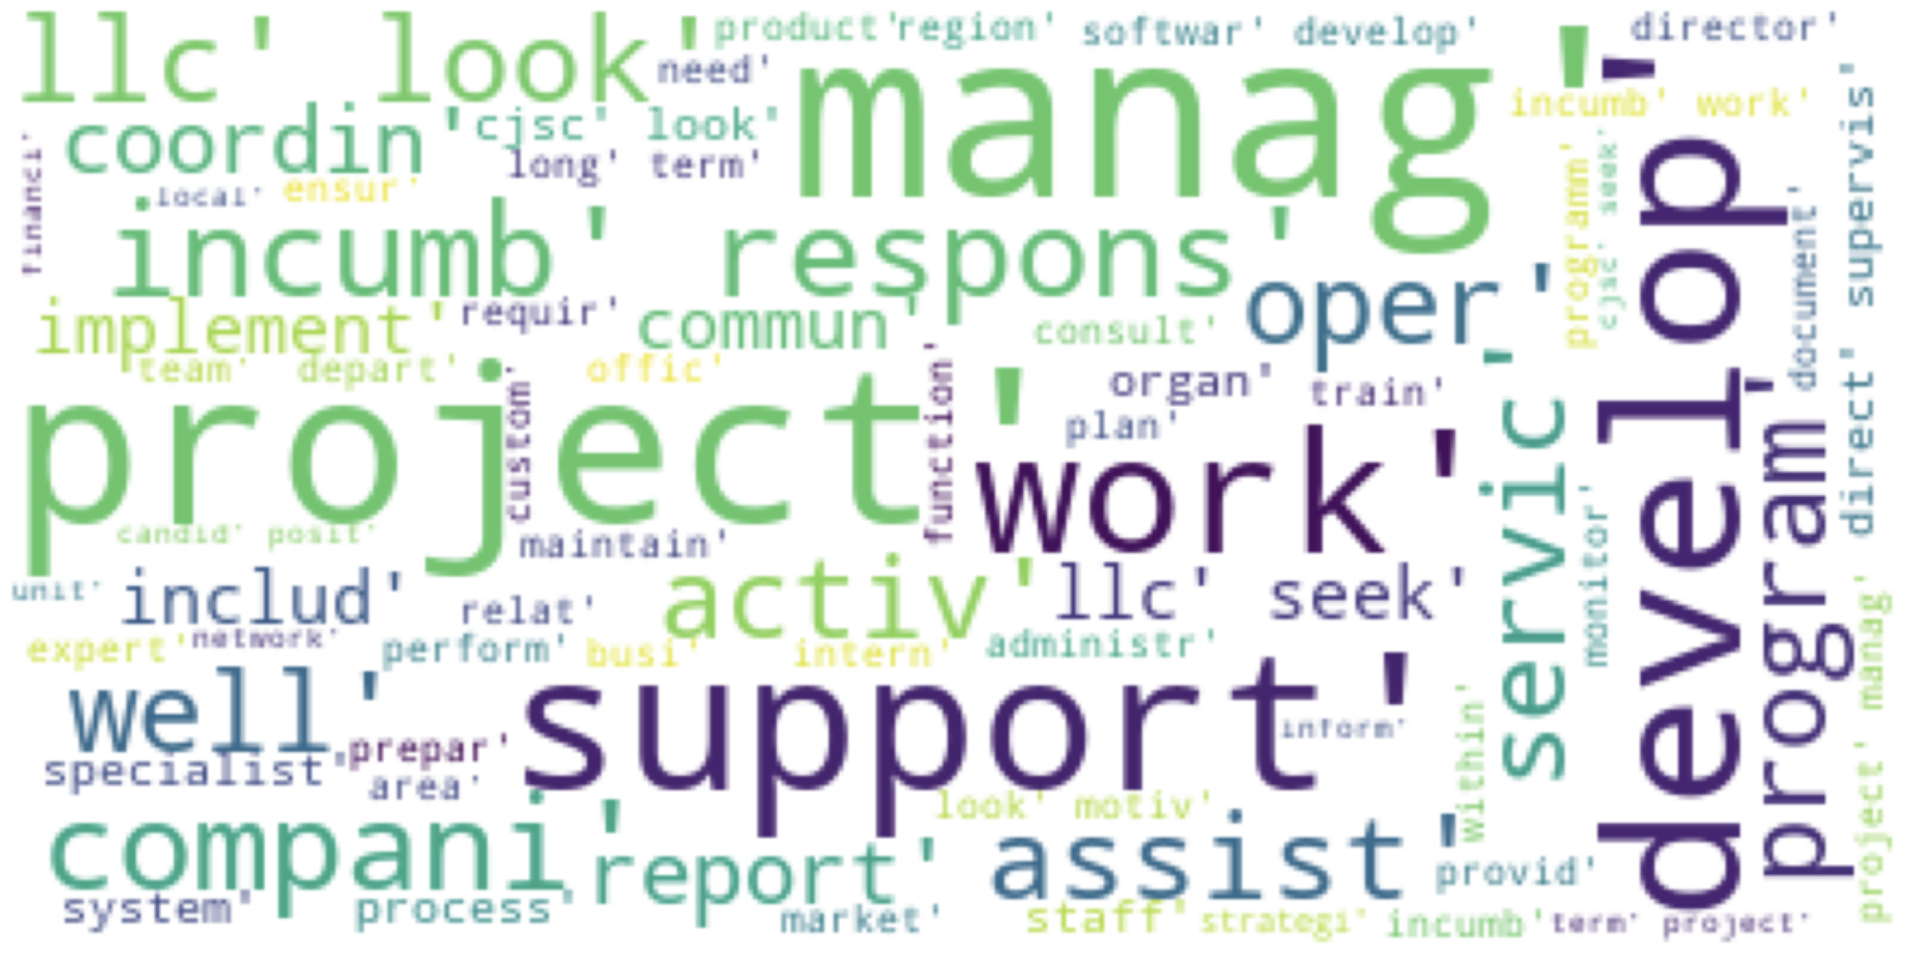 llc' look'
product'
region'
softwar' develop'
director'
need'
manag'
incumb' work'
coordin'
cjsc' look'
long' term'
financi'
local'
ensur'
incumb' respons'
programm'
cjsc' seek'
develop'
document'
direct' supervis'
oper'
implement'
requir'
commun'
consult'
team' depart'
offic'
project'
custom'
function'
organ'
train'
plan'
work'
servic'
monitor'
program'
candid' posit'
maintain'
unit'
includ'
relat'
activ'
llc' seek'
expert'
network'
perform'
busi'
intern'
administr'
project' manag'
well'
support'
inform'
within'
prepar'
specialist'
area'
look' motiv'
compani'
report'
assist'
provid'
system'
process'
market'
staff'
strategi'
incumb'
term' project'